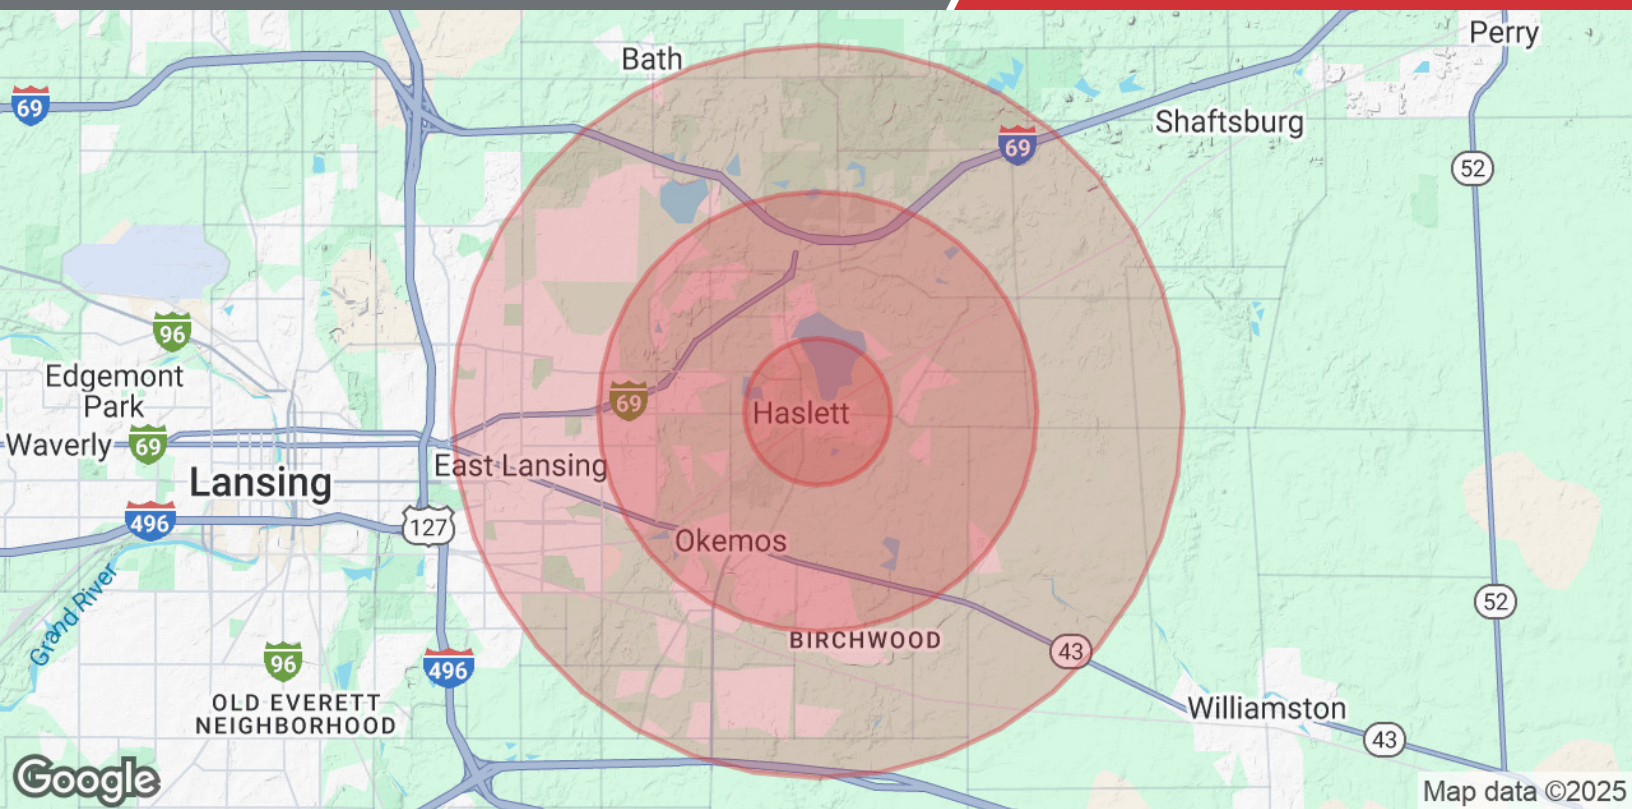 Bath
Perry
69
Shaftsburg
69
52
96
Edgemont
Park
69
Haslett
Waverly
69
East Lansing
Lansing
496
127
Okemos
Grand River
52
BIRCHWOOD
43
96
496
OLD EVERETT
NEIGHBORHOOD
Williamston
43
Google
Map data ©2025